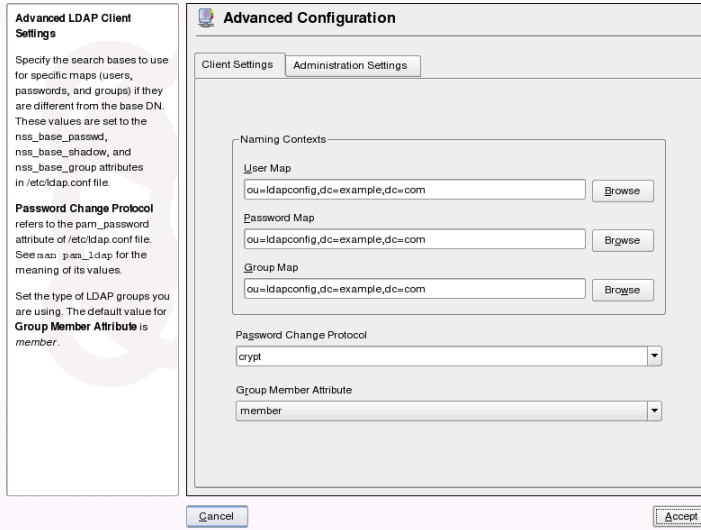 Advanced LDAP Client
Settings
Specify the search bases to use
for specific maps (users,
passwords, and groups) if they
are different from the base DN.
These values are set to the
nss_base_passwd,
nss_base_shadow, and
nss_base_group attributes
in /etc/ldap.conf file.
Password Change Protocol
refers to the pam_password
attribute of /etc/ldap.conf file.
See man pam_ldap for the
meaning of its values.
Set the type of LDAP groups you
are using. The default value for
Group Member Attribute is
member.
Advanced Configuration
Client Settings
Administration Settings
Naming Contexts
User Map
ou=ldapconfig,dc=example,dc=com
Browse
Password Map
ou=ldapconfig,dc=example,dc=com
Browse
Group Map
ou=ldapconfig,dc=example,dc=com
Browse
Password Change Protocol
crypt
Group Member Attribute
member
Cancel
Accept